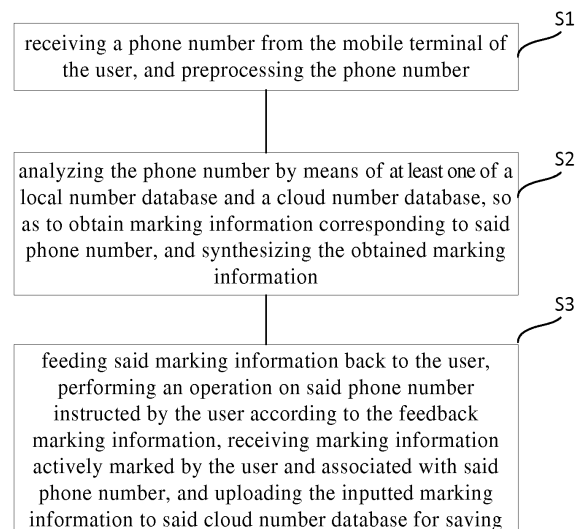 S1
receiving a phone number from the mobile terminal of
the user, and preprocessing the phone number
S2
analyzing the phone number by means of at least one of a
local number database and a cloud number database, so
as to obtain marking information corresponding to said
phone number, and synthesizing the obtained marking
information
S3
feeding said marking information back to the user,
performing an operation on said phone number
instructed by the user according to the feedback
marking information, receiving marking information
actively marked by the user and associated with said
phone number, and uploading the inputted marking
information to said cloud number database for saving